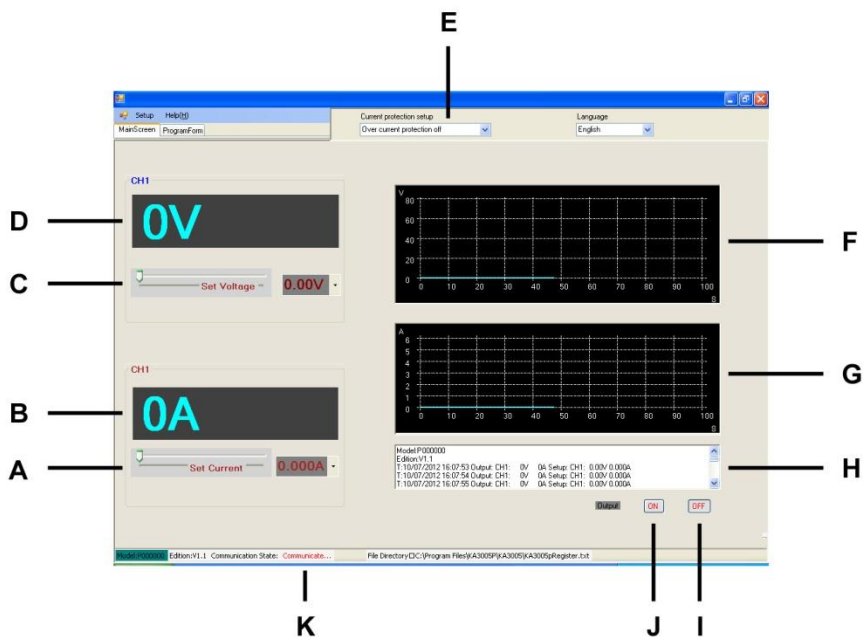 E
Setup Help(H) Current protection setup Language
MainScreen ProgramForm Over current protection off English
CH1
D 0V
C Set Voltage 0.00V
V
80
60
40
20
0
0 10 20 30 40 50 60 70 80 90 100
S
F
CH1
B 0A
A Set Current 0.000A
A
6
5
4
3
2
1
0
0 10 20 30 40 50 60 70 80 90 100
S
G
Model:P000000
Edition:V1.1
T:10/07/2012 16:07:53 Output: CH1: 0V 0A Setup: CH1: 0.00V 0.000A
T:10/07/2012 16:07:54 Output: CH1: 0V 0A Setup: CH1: 0.00V 0.000A
T:10/07/2012 16:07:55 Output: CH1: 0V 0A Setup: CH1: 0.00V 0.000A
H
Output ON OFF
Model:P000000 Edition:V1.1 Communication State: Communicate... File Directory□C:\Program Files\KA3005P\KA3005\KA3005pRegister.txt
K J I